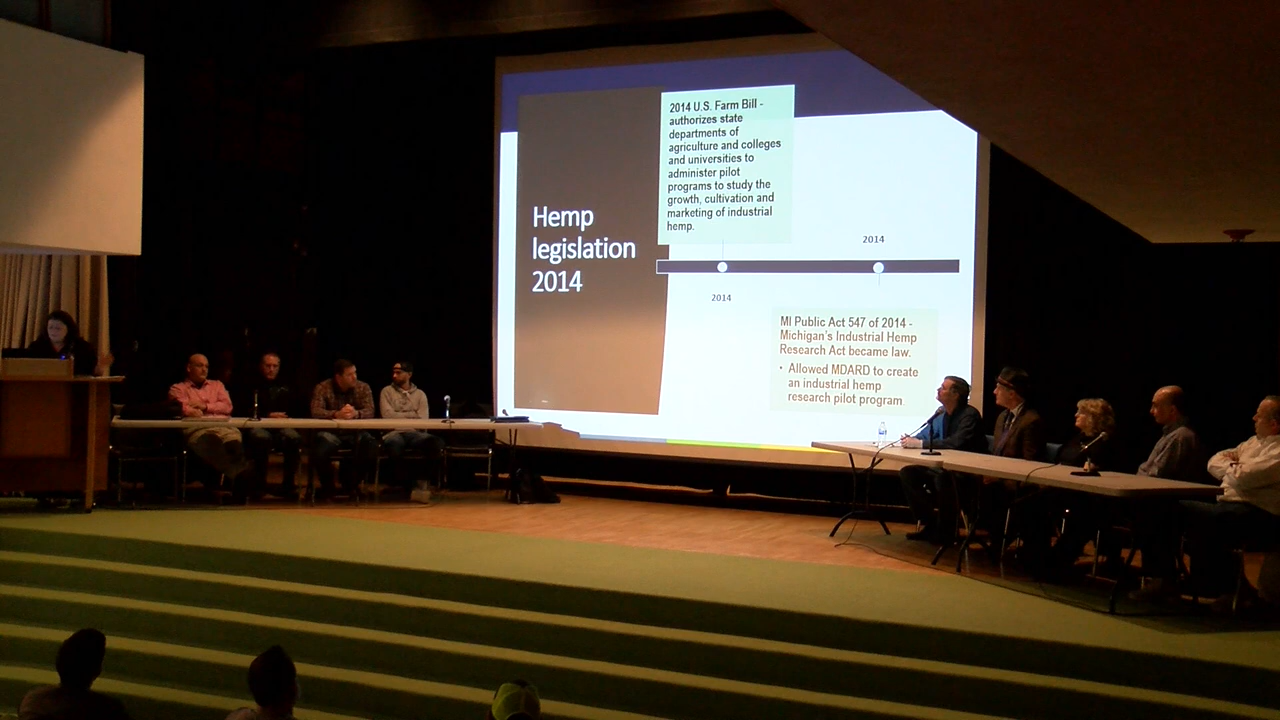 Hemp
legislation
2014
2014 U.S. Farm Bill -
authorizes state
departments of
agriculture and colleges
and universities to
administer pilot
programs to study the
growth, cultivation and
marketing of industrial
hemp.
2014
2014
MI Public Act 547 of 2014 -
Michigan's Industrial Hemp
Research Act became law.
• Allowed MDARD to create
an industrial hemp
research pilot program.